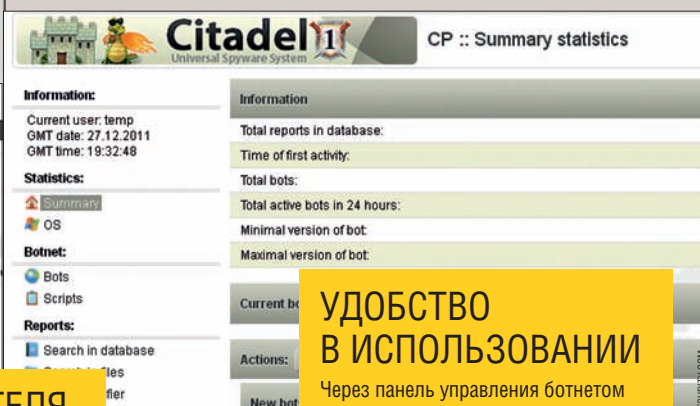 Citadel 1
Universal Spyware System
CP :: Summary statistics
Information:
Current user: temp
GMT date: 27.12.2011
GMT time: 19:32:48
Statistics:
Summary
OS
Botnet:
Bots
Scripts
Reports:
Search in database
Information
Total reports in database:
Time of first activity:
Total bots:
Total active bots in 24 hours:
Minimal version of bot:
Maximal version of bot:
Current
Actions:
New
УДОБСТВО
В ИСПОЛЬЗОВАНИИ
Через панель управления ботнетом